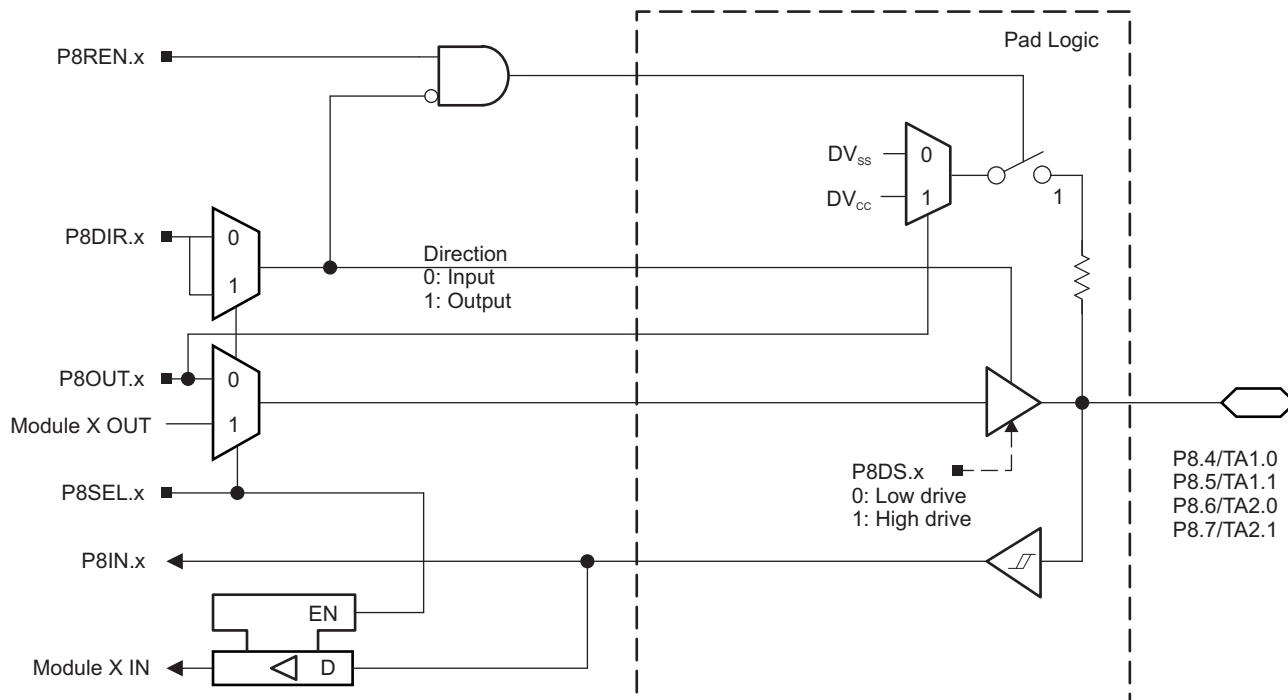 Pad Logic
P8REN.x
DVSS
0
DVCC
1
1
P8DIR.x
0
1
Direction
0: Input
1: Output
P8OUT.x
0
Module X OUT
1
P8DS.x
0: Low drive
1: High drive
P8.4/TA1.0
P8.5/TA1.1
P8.6/TA2.0
P8.7/TA2.1
P8SEL.x
P8IN.x
EN
Module X IN
D